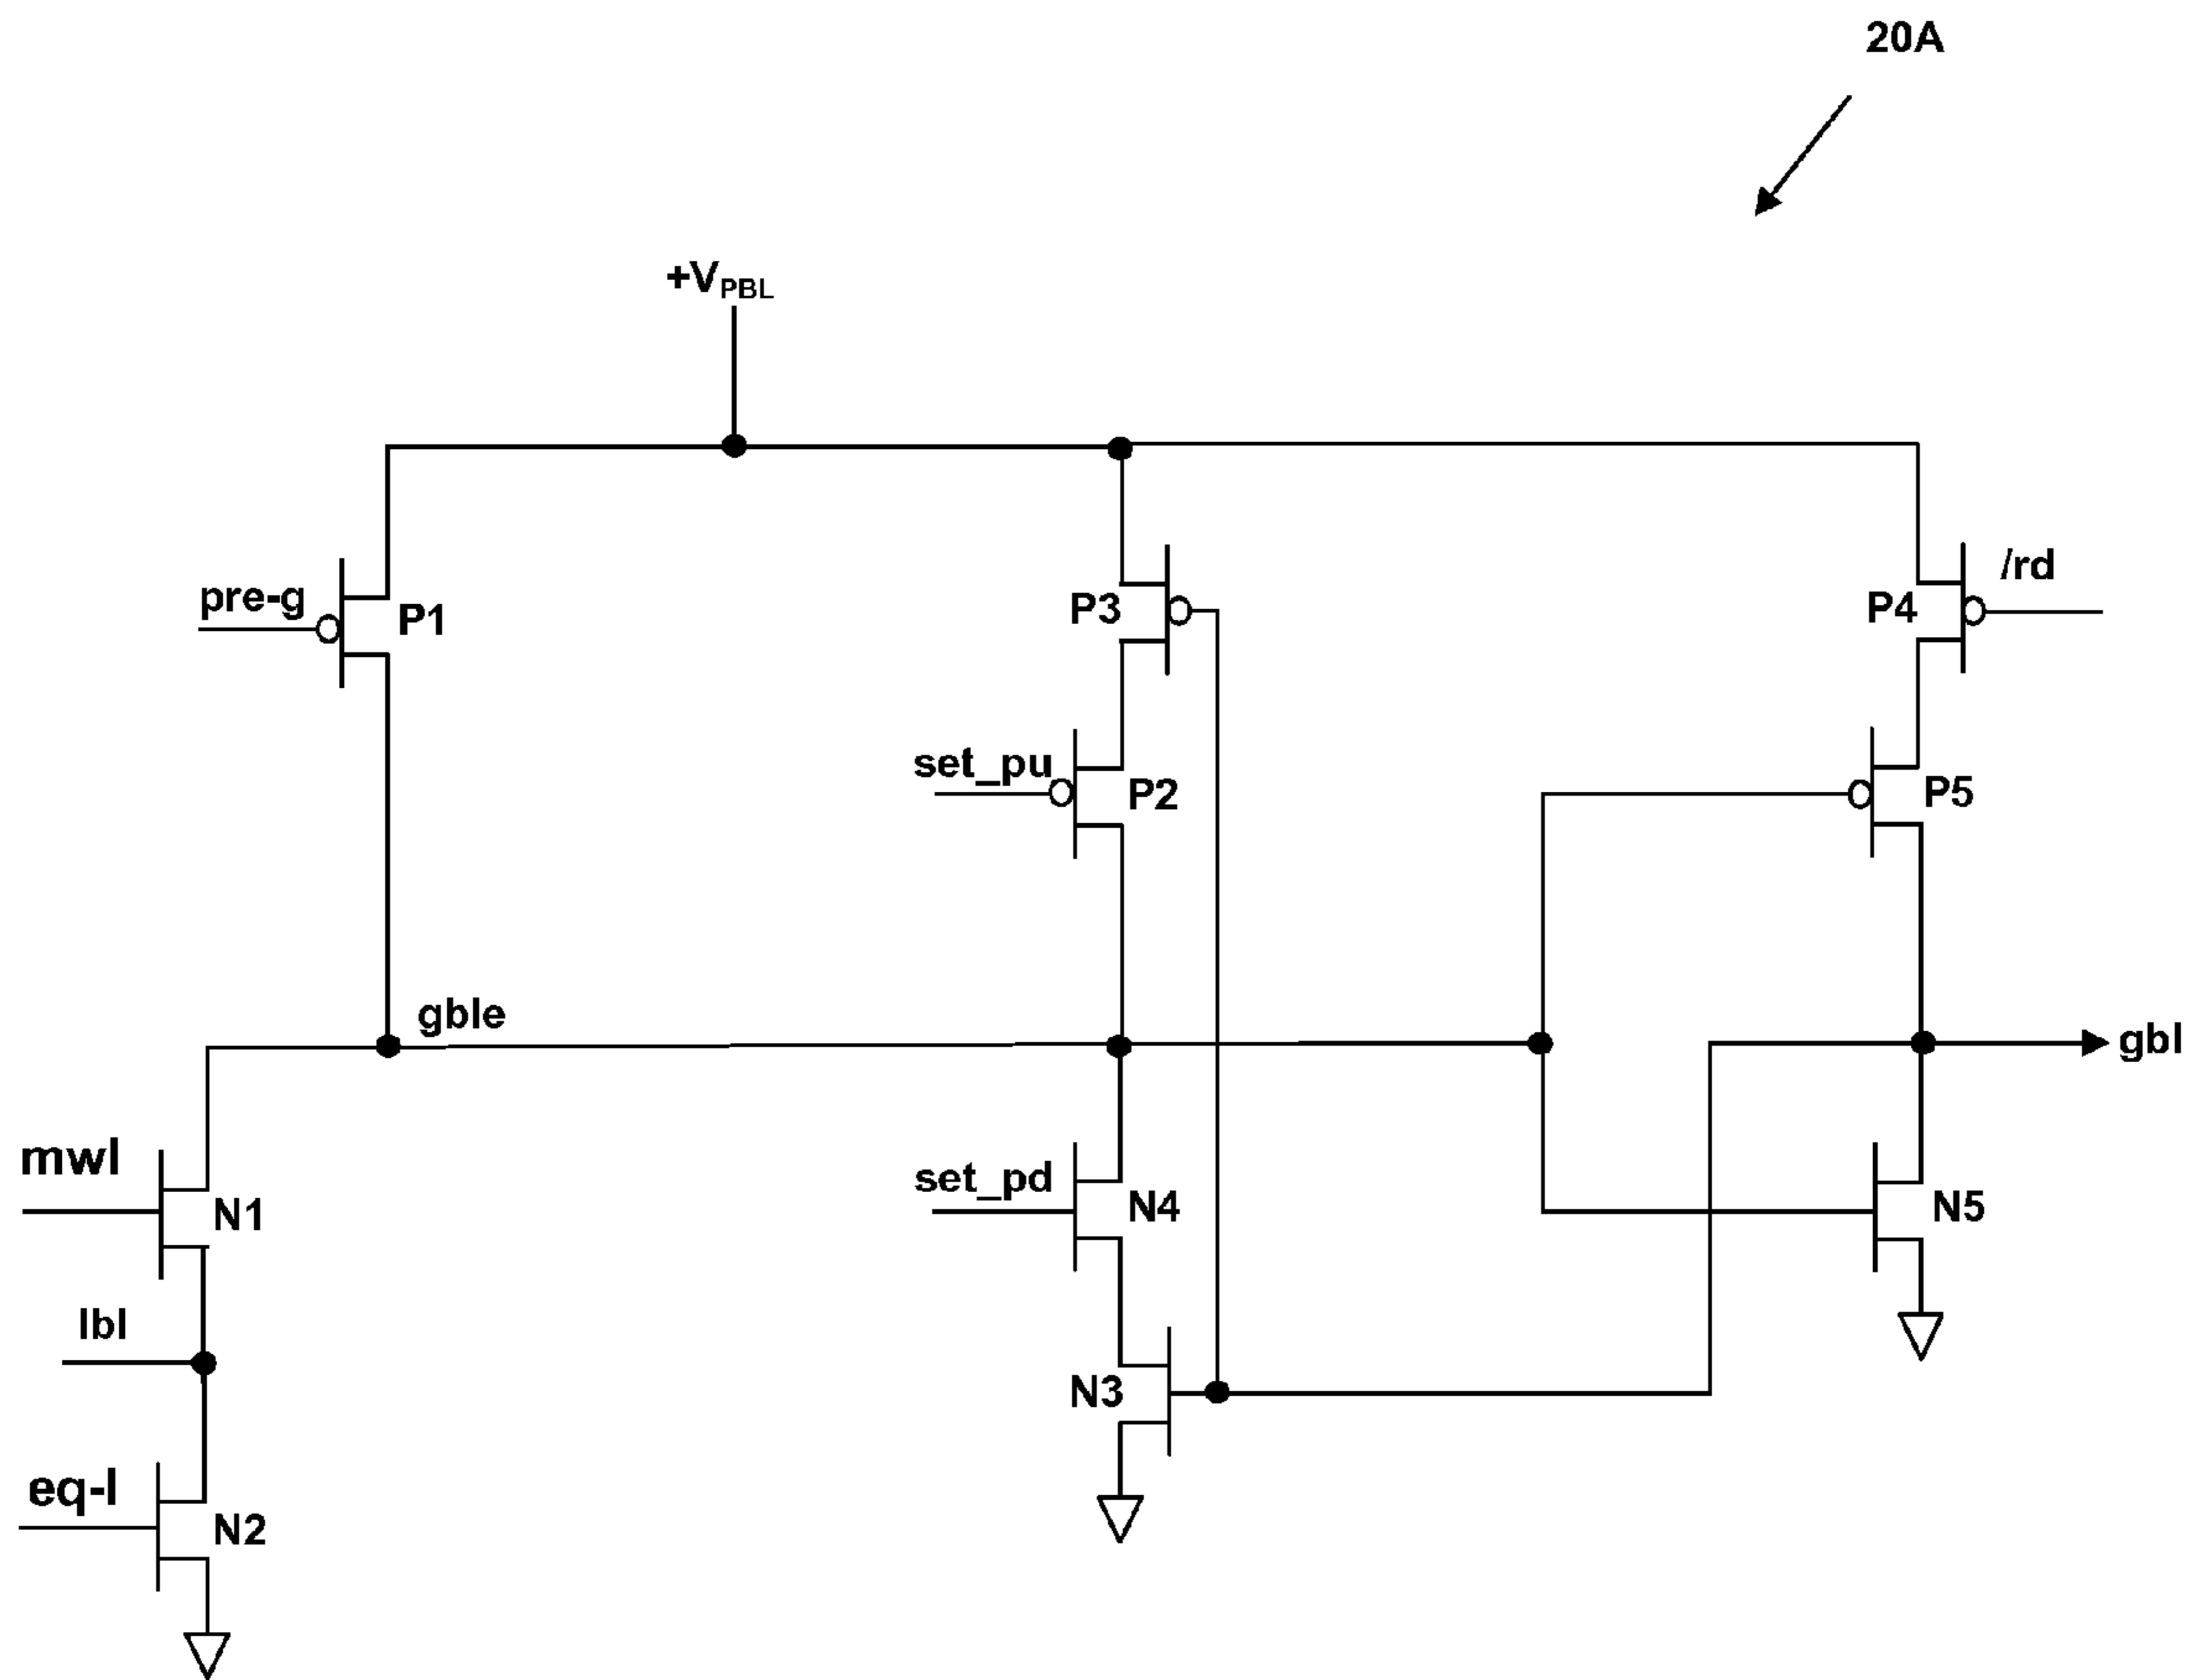 20A
+VPBL
pre-g
P1
P3
P4
/rd
set_pu
P2
P5
gble
gbl
mwl
N1
set_pd
N4
N5
lbl
N3
eq-l
N2